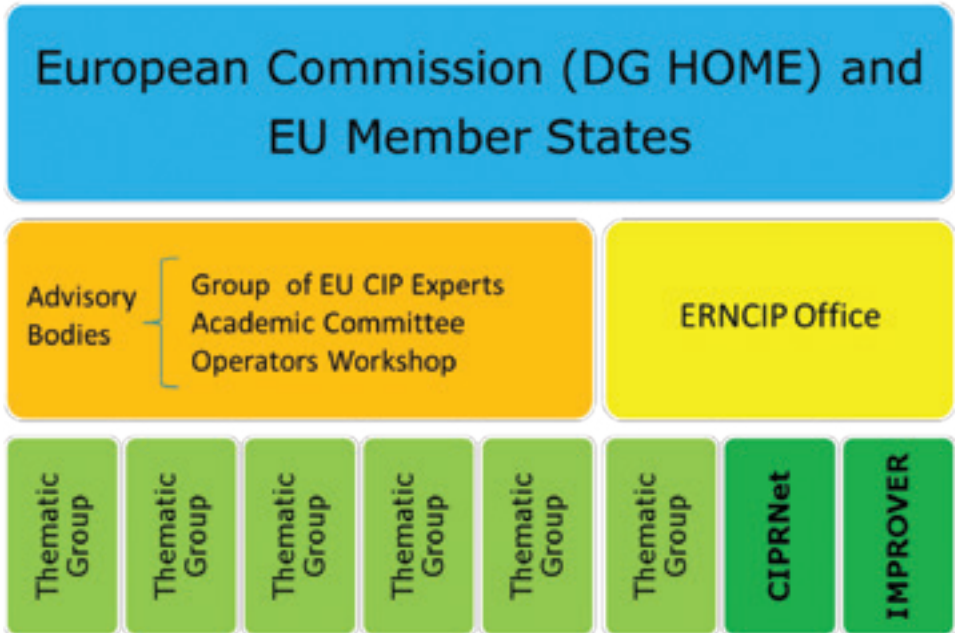 European Commission (DG HOME) and
EU Member States
Advisory
Bodies
Group of EU CIP Experts
Academic Committee
Operators Workshop
ERNCIP Office
Thematic
Group
Thematic
Group
Thematic
Group
Thematic
Group
Thematic
Group
Thematic
Group
CIPRNet
IMPROVER